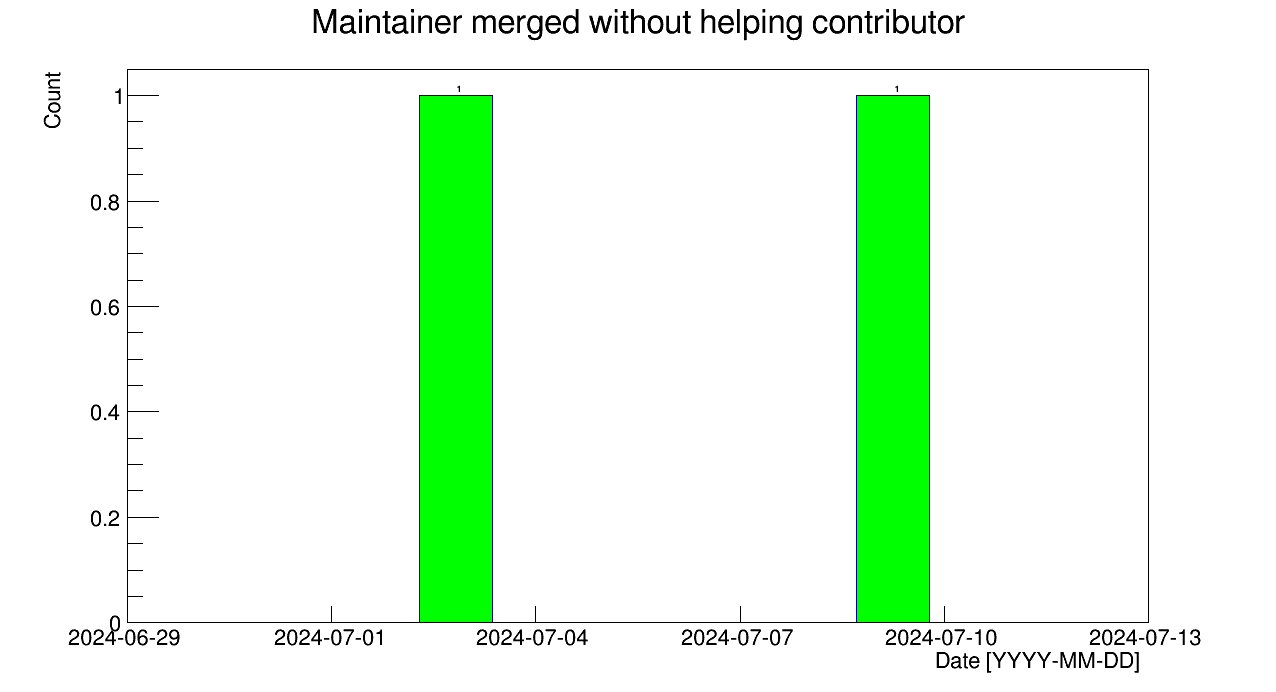 Maintainer merged without helping contributor
Count
1
1
1
0.8
0.6
0.4
0.2
0
2024-06-29 2024-07-01 2024-07-04 2024-07-07 2024-07-10 2024-07-13
Date [YYYY-MM-DD]